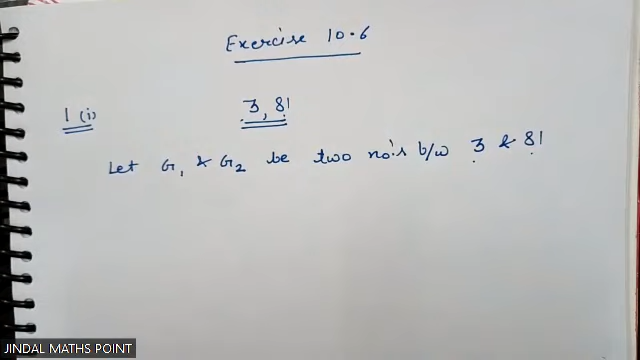 Exercise 10.6
1 (i) 3, 81
Let G1 & G2 be two no's b/w 3 & 81
JINDAL MATHS POINT